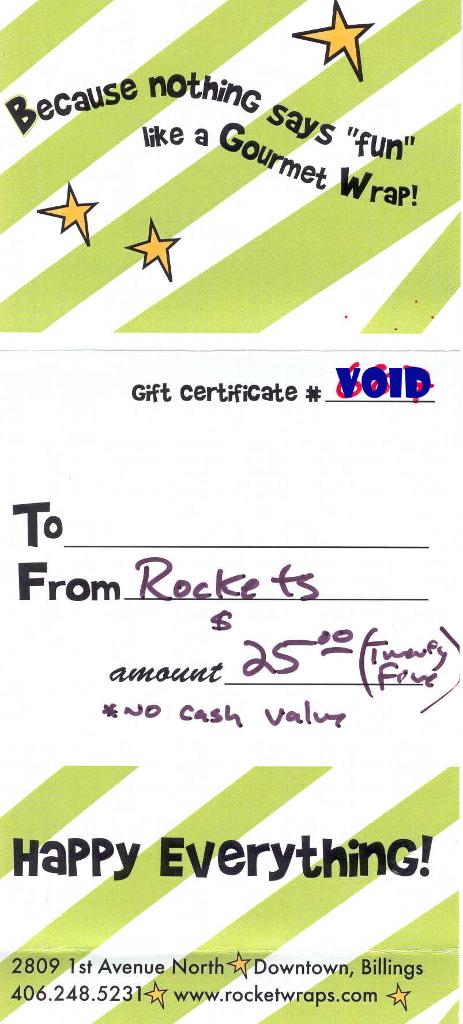 Because nothing says "fun"
like a Gourmet Wrap!
Gift certificate # VOID
To
From Rockets
$
amount 25.00 (Twenty
Five)
*NO cash value
Happy Everything!
2809 1st Avenue North Downtown, Billings
406.248.5231 www.rocketwraps.com